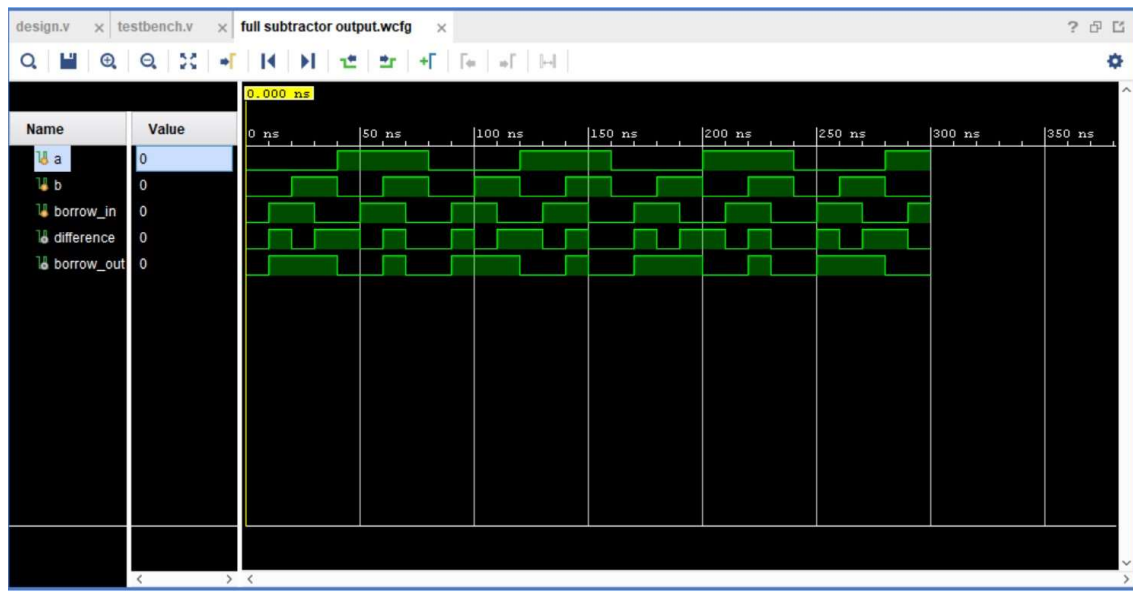 design.v × testbench.v × full subtractor output.wcfg × ?
0.000 ns
Name Value 0 ns 50 ns 100 ns 150 ns 200 ns 250 ns 300 ns 350 ns
a 0
b 0
borrow_in 0
difference 0
borrow_out 0